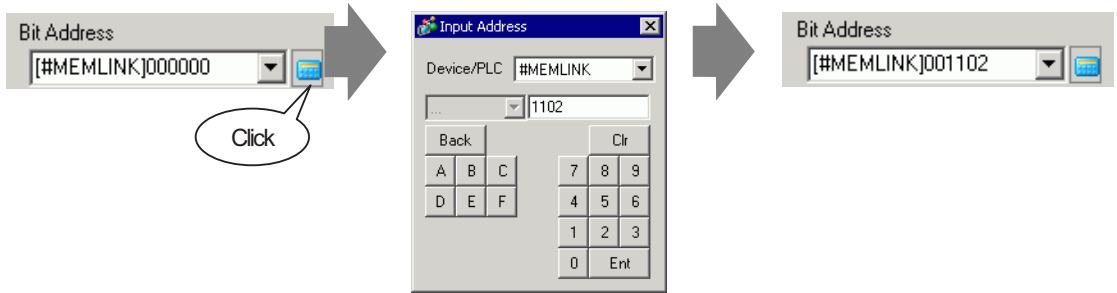 Bit Address
[#MEMLINK]000000
Click
Input Address
Device/PLC #MEMLINK
... 1102
Back Clr
A B C 7 8 9
D E F 4 5 6
1 2 3
0 Ent
Bit Address
[#MEMLINK]001102